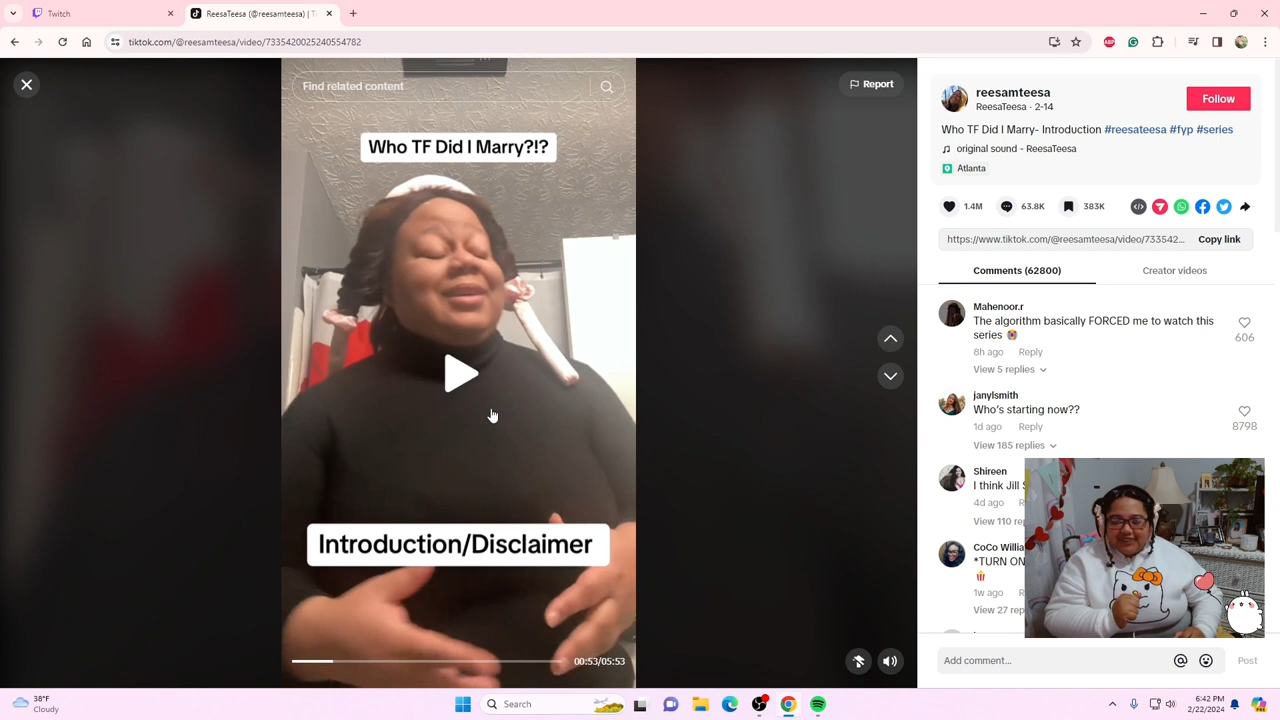 Twitch
ReesaTeesa (@reesamteesa) | Ti
tiktok.com/@reesamteesa/video/7335420025240554782
Find related content
Report
Who TF Did I Marry?!?
Introduction/Disclaimer
00:53/05:53
reesamteesa
ReesaTeesa · 2-14
Follow
Who TF Did I Marry- Introduction #reesateesa #fyp #series
original sound - ReesaTeesa
Atlanta
1.4M
63.8K
383K
https://www.tiktok.com/@reesamteesa/video/733542...
Copy link
Comments (62800)
Creator videos
Mahenoor.r
The algorithm basically FORCED me to watch this
series
606
8h ago Reply
View 5 replies
janylsmith
Who's starting now??
8798
1d ago Reply
View 185 replies
Shireen
I think Jill
4d ago
View 110 rep
CoCo Willia
*TURN ON
1w ago
View 27 rep
Add comment...
Post
38°F
Cloudy
Search
6:42 PM
2/22/2024